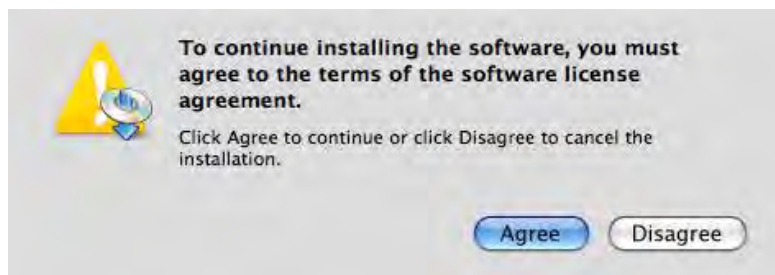 To continue installing the software, you must
agree to the terms of the software license
agreement.
Click Agree to continue or click Disagree to cancel the
installation.
Agree
Disagree